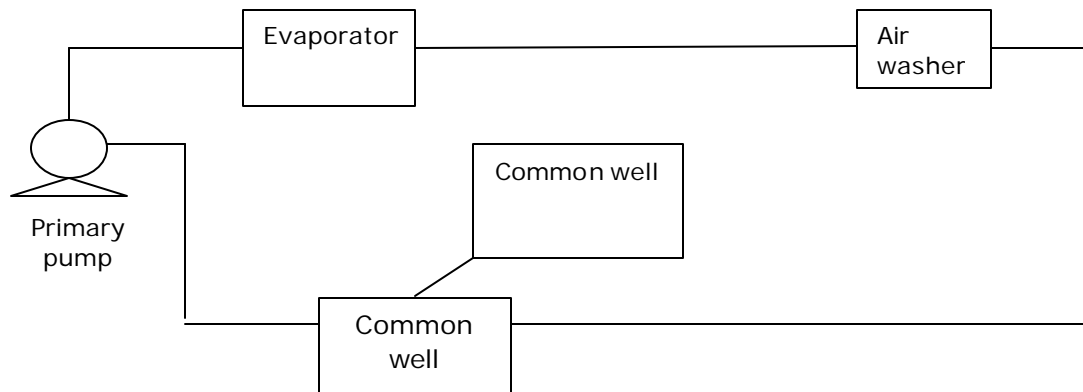 Evaporator
Air
washer
Common well
Primary
pump
Common
well